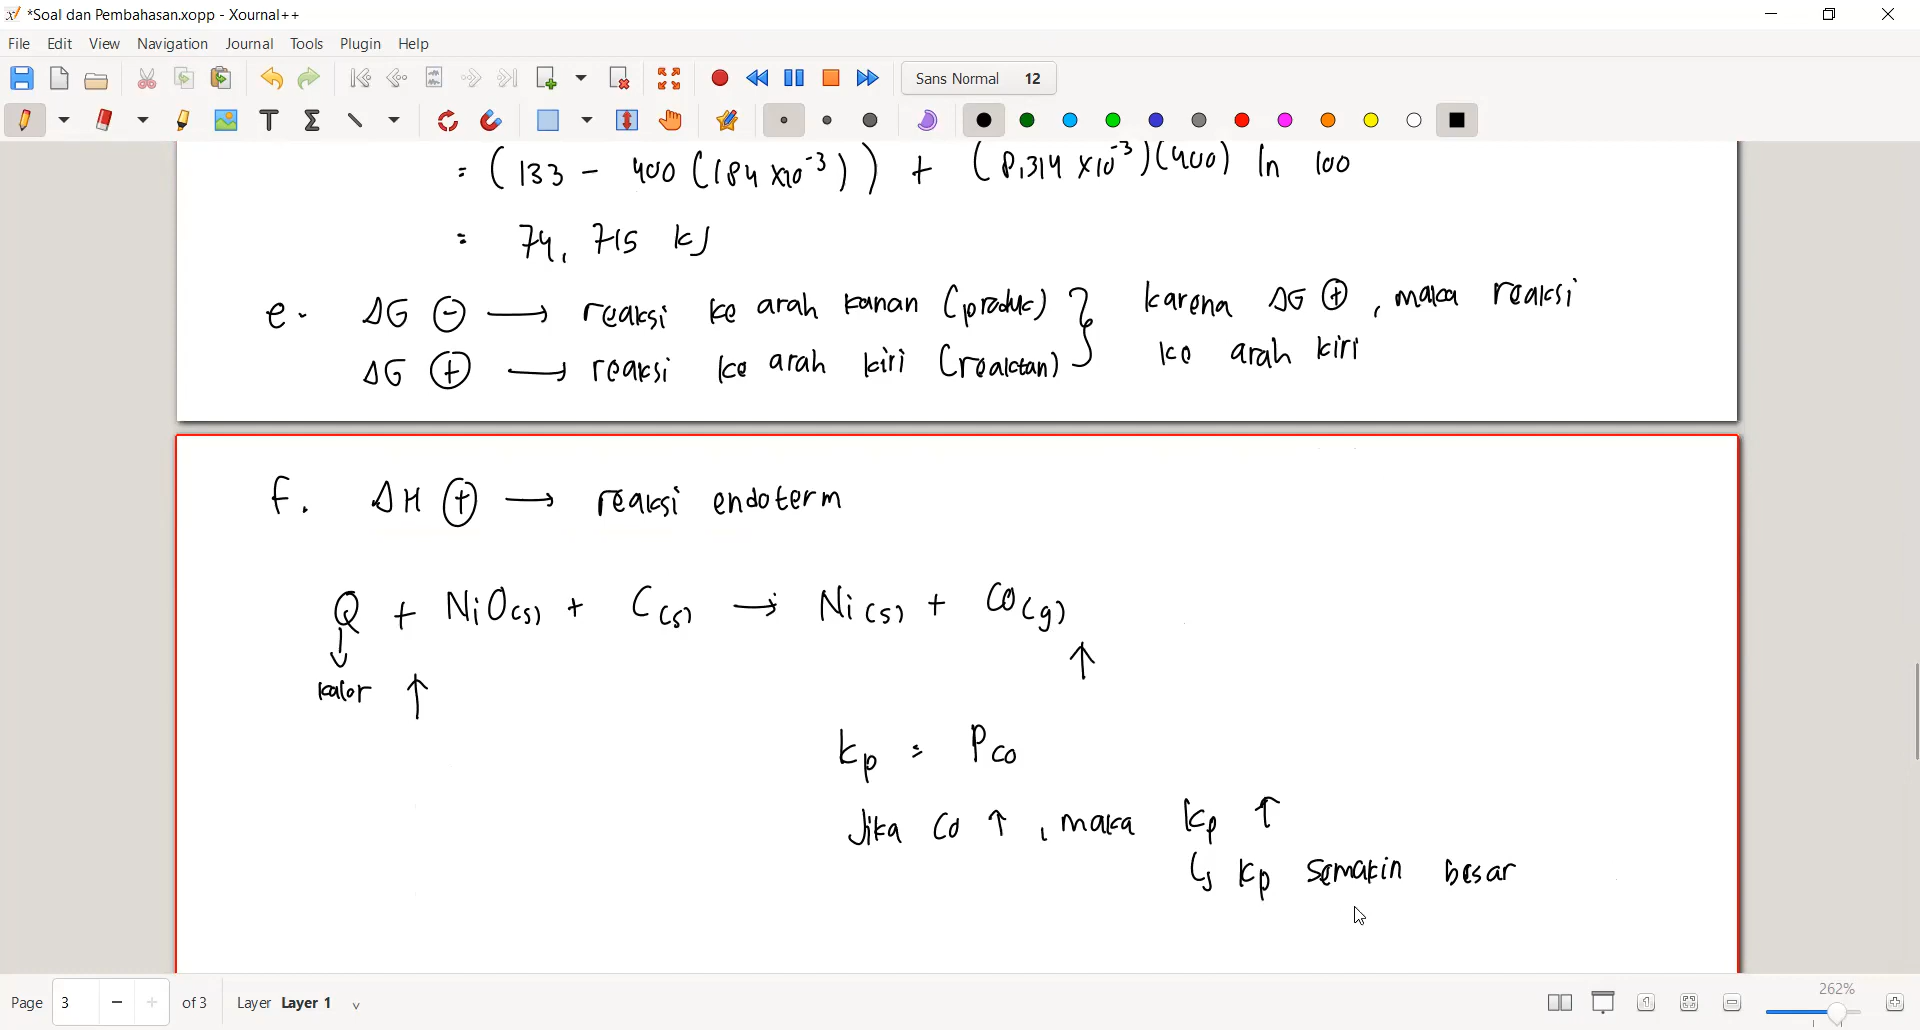 *Soal dan Pembahasan.xopp - Xournal++
File Edit View Navigation Journal Tools Plugin Help
Sans Normal 12
= (133 - 400 (184 x10⁻³)) + (8,314 x10⁻³)(400) ln 100
= 74,715 kJ
e. ΔG ⊖ → reaksi ke arah kanan (produk) } karena ΔG ⊕, maka reaksi
ΔG ⊕ → reaksi ke arah kiri (reaktan) ke arah kiri
f. ΔH ⊕ → reaksi endoterm
Q + NiO(s) + C(s) → Ni(s) + CO(g)
↓ ↑
kalor ↑
Kp = PCO
Jika CO ↑, maka Kp ↑
↳ Kp semakin besar
Page 3 of 3 Layer Layer 1 262%